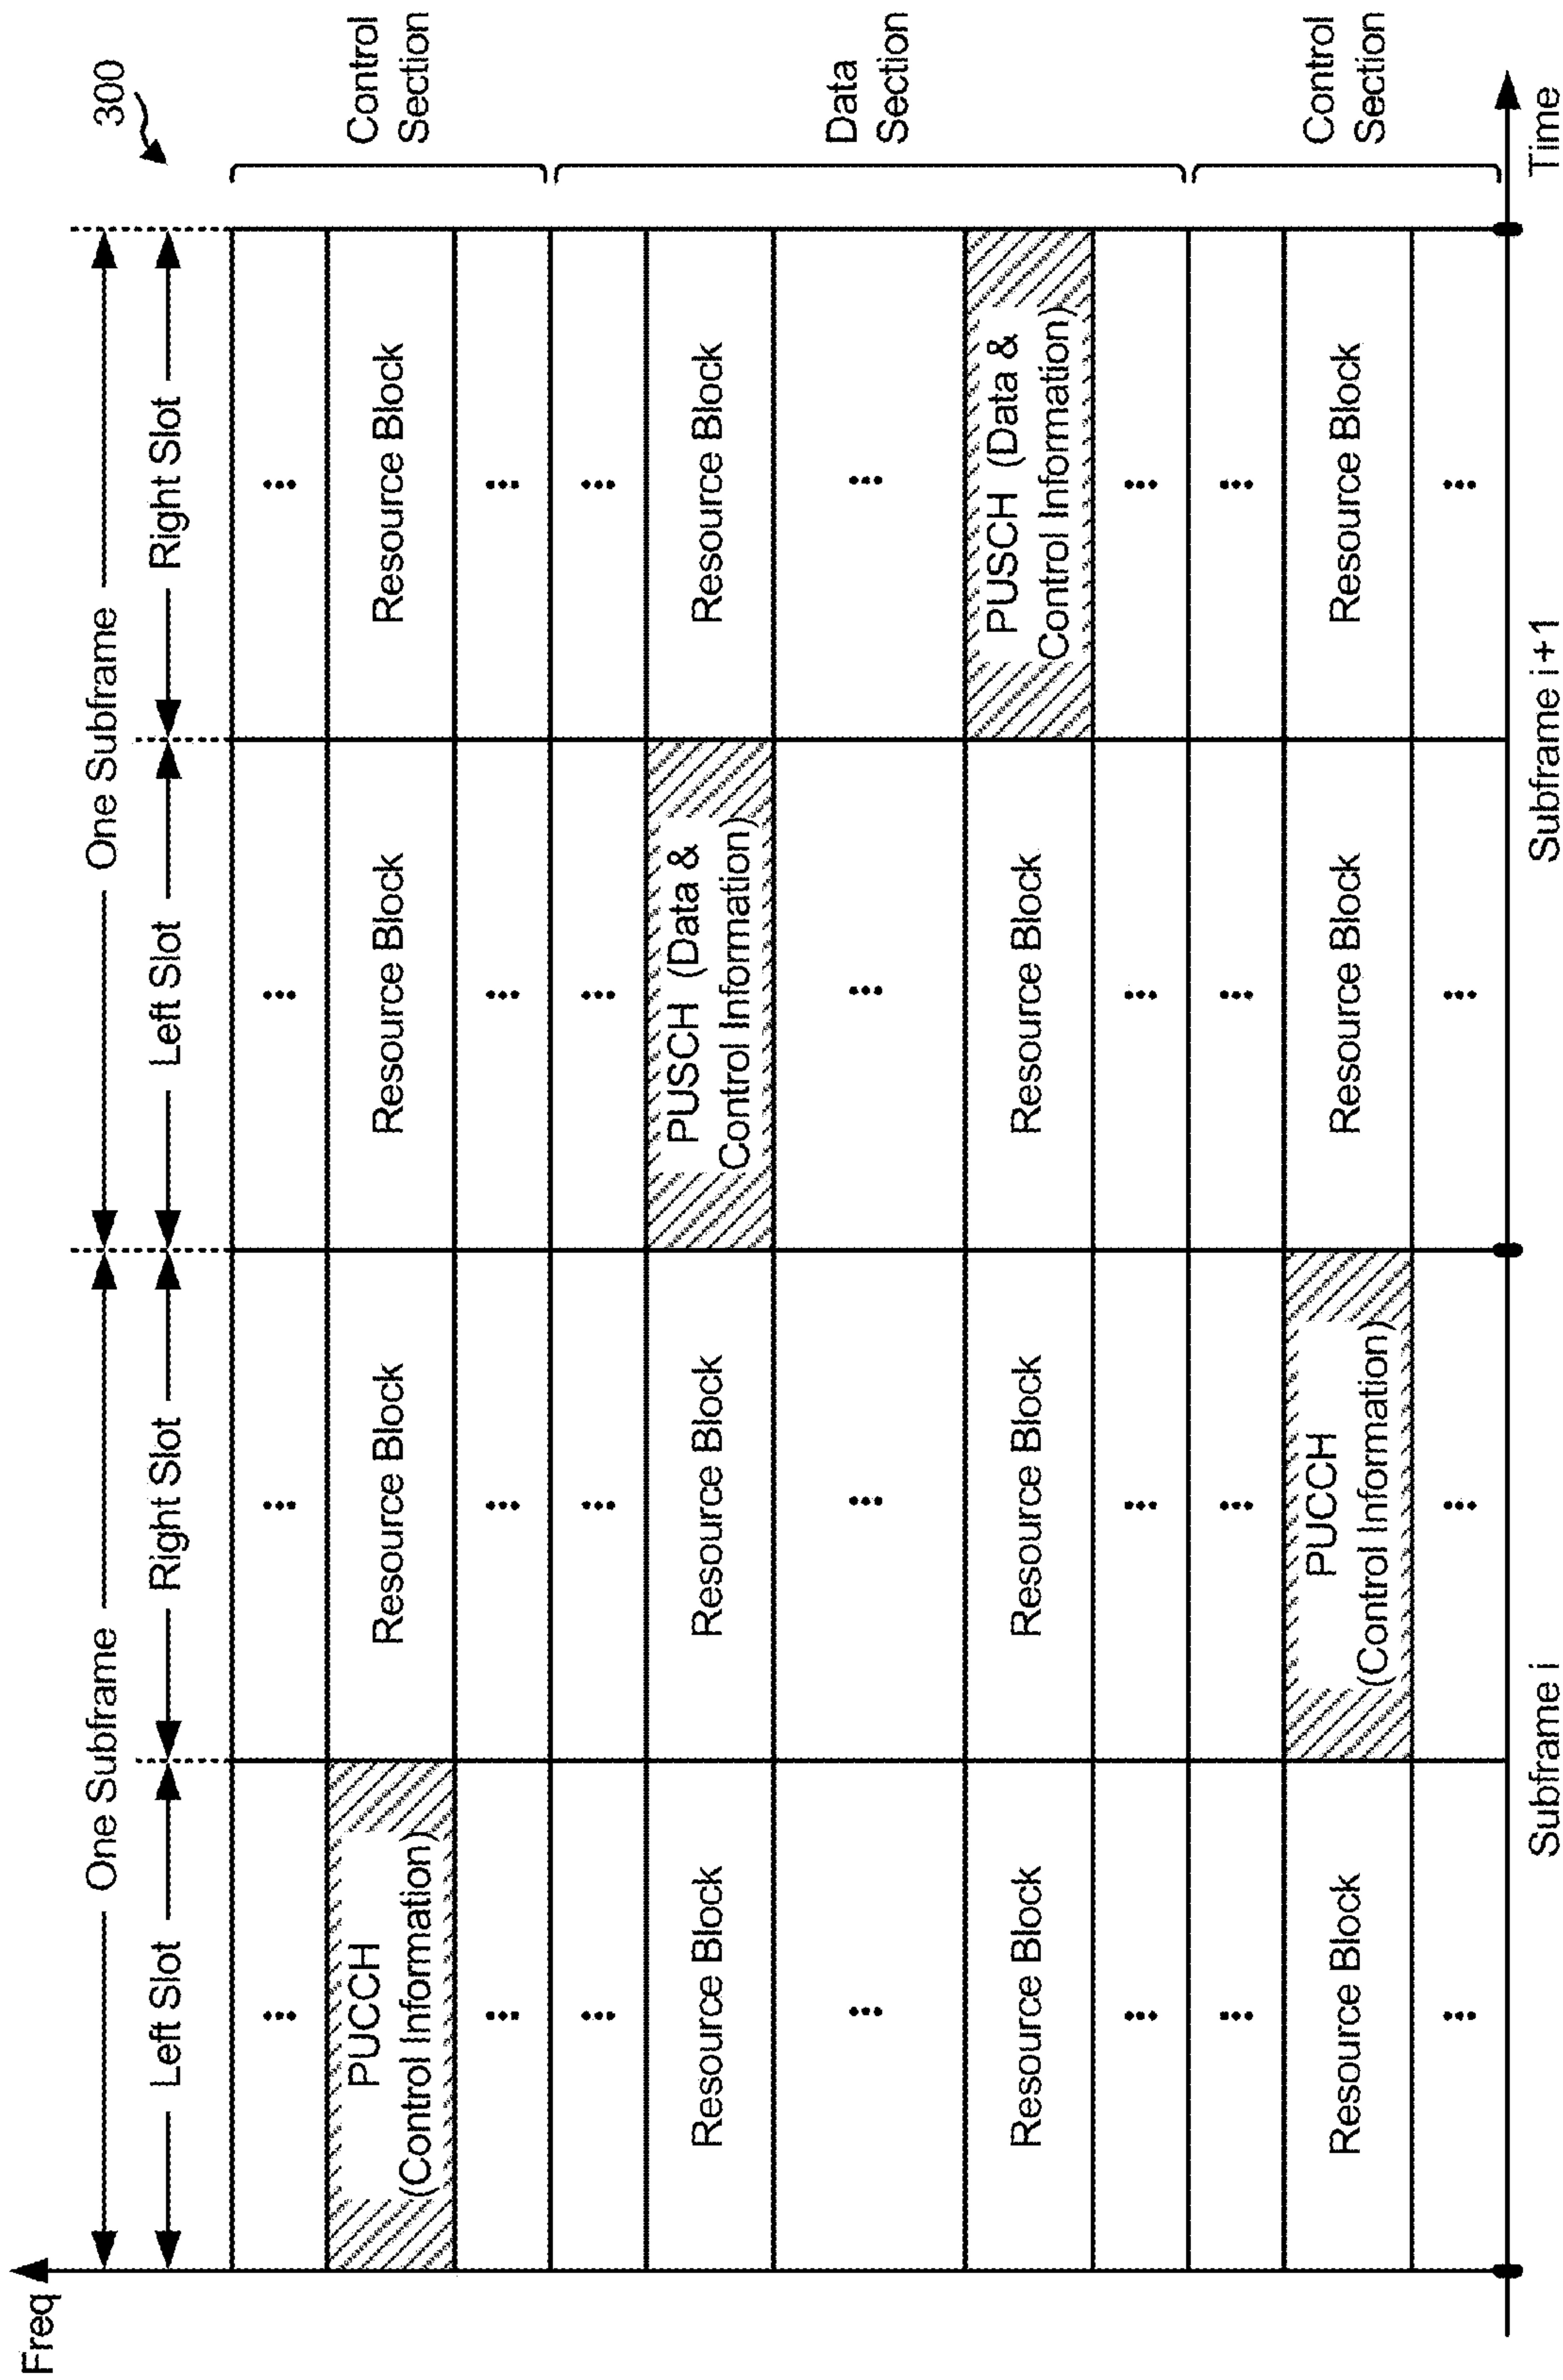 300
Freq
One Subframe
One Subframe
Left Slot
Right Slot
Left Slot
Right Slot
Control
Section
...
...
...
...
PUCCH
(Control Information)
Resource Block
Resource Block
Resource Block
...
...
...
...
Data
Section
...
...
...
...
Resource Block
Resource Block
PUSCH (Data &
Control Information)
Resource Block
...
...
...
...
Resource Block
Resource Block
Resource Block
PUSCH (Data &
Control Information)
...
...
...
...
Control
Section
...
...
...
...
Resource Block
PUCCH
(Control Information)
Resource Block
Resource Block
...
...
...
...
Subframe i
Subframe i+1
Time